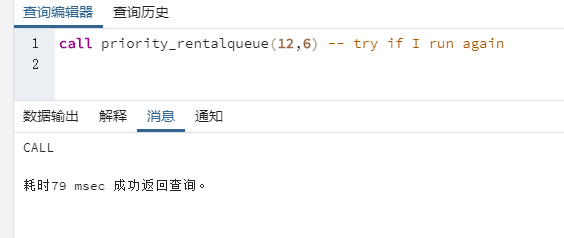 查询编辑器 查询历史
1 call priority_rentalqueue(12,6) -- try if I run again
2
数据输出 解释 消息 通知
CALL
耗时79 msec 成功返回查询。